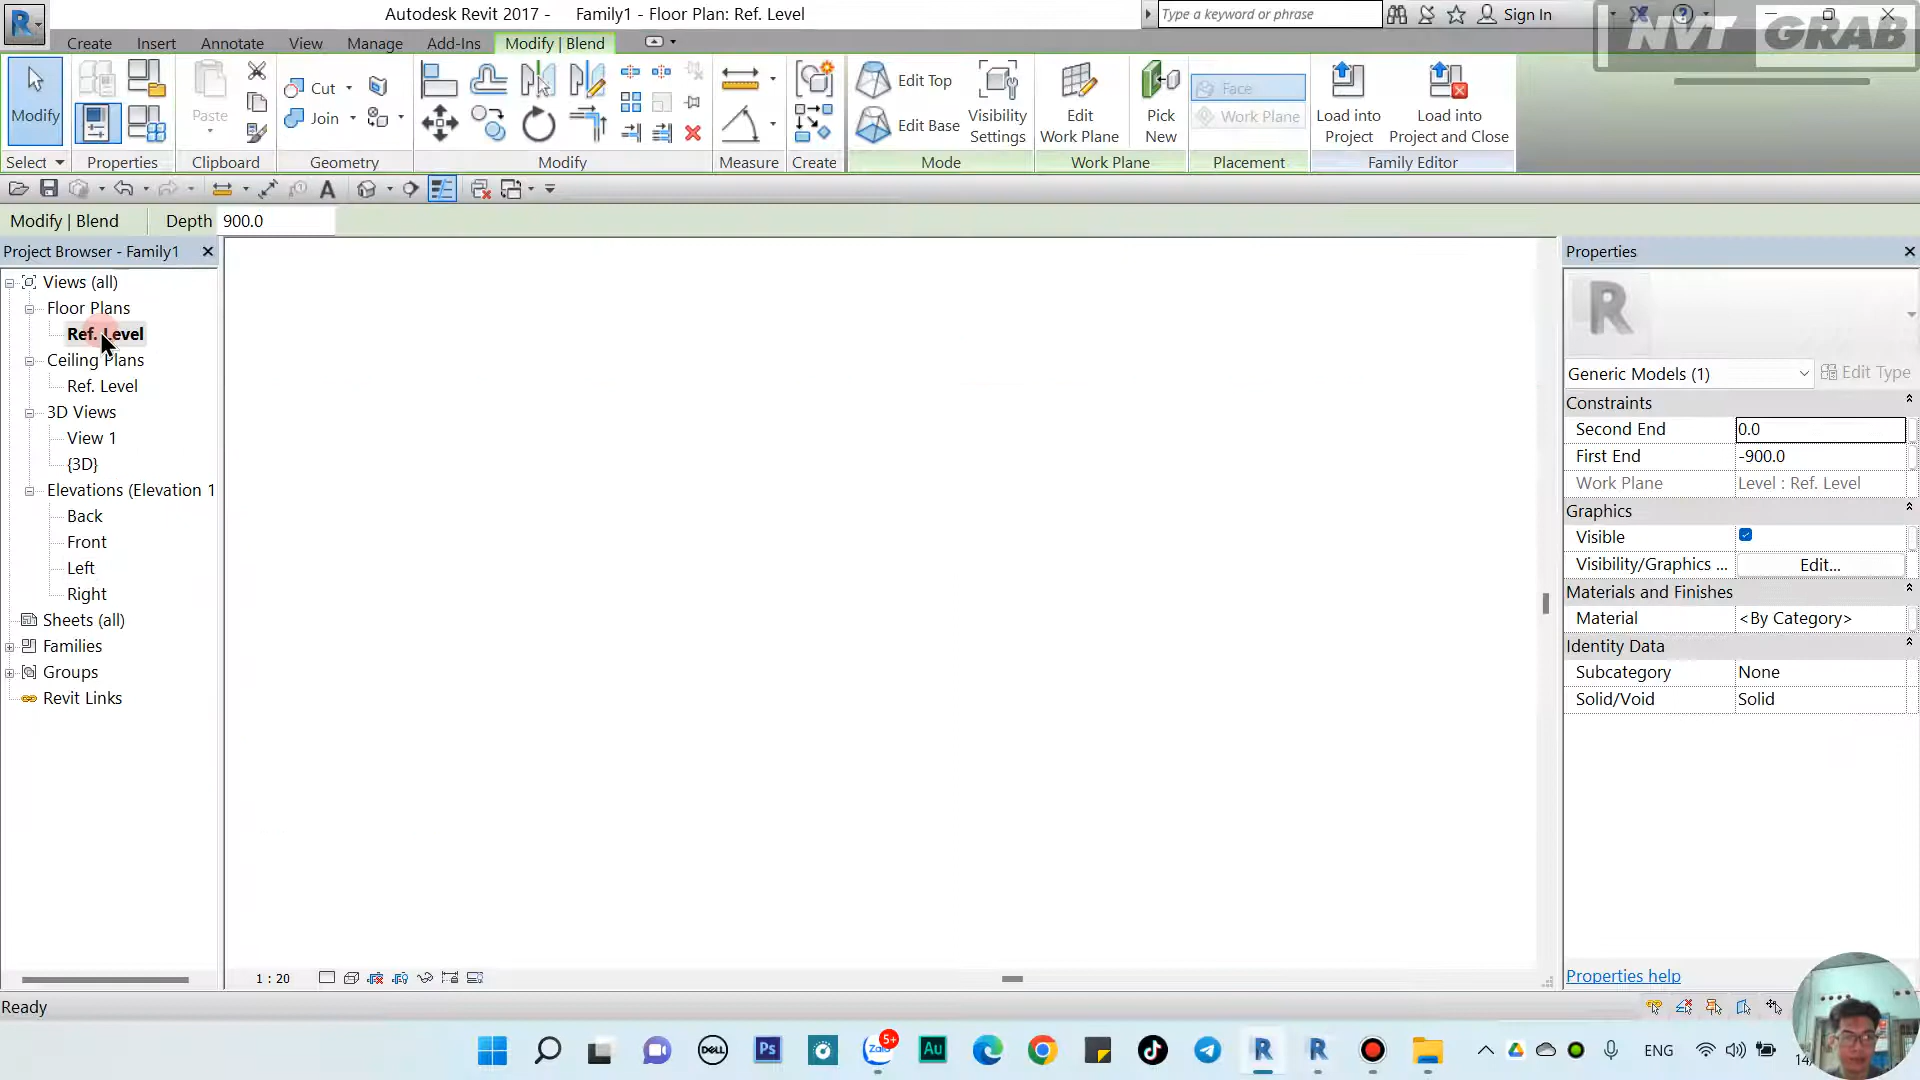 Autodesk Revit 2017 - Family1 - Floor Plan: Ref. Level
Type a keyword or phrase
Sign In
NVT GRAB
Create Insert Annotate View Manage Add-Ins Modify | Blend
Modify
Paste
Cut
Join
Edit Top
Edit Base
Visibility
Settings
Edit
Work Plane
Pick
New
Face
Work Plane
Load into
Project
Load into
Project and Close
Select Properties Clipboard Geometry Modify Measure Create Mode Work Plane Placement Family Editor
Modify | Blend Depth 900.0
Project Browser - Family1
Views (all)
Floor Plans
Ref. Level
Ceiling Plans
Ref. Level
3D Views
View 1
{3D}
Elevations (Elevation 1
Back
Front
Left
Right
Sheets (all)
Families
Groups
Revit Links
Properties
Generic Models (1) Edit Type
Constraints
Second End 0.0
First End -900.0
Work Plane Level : Ref. Level
Graphics
Visible
Visibility/Graphics ... Edit...
Materials and Finishes
Material <By Category>
Identity Data
Subcategory None
Solid/Void Solid
Properties help
1 : 20
Ready
DELL
Ps
Zalo
5+
Au
ENG